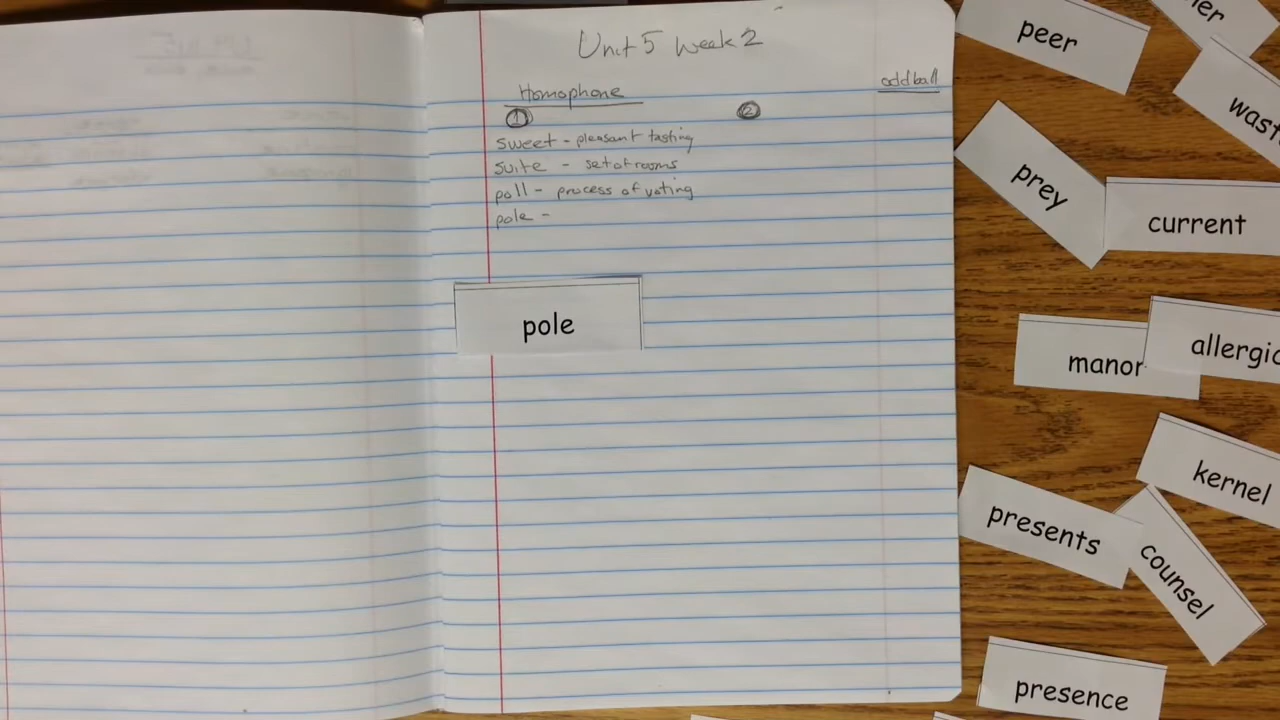 Unit 5 Week 2
Homophone
oddball
1
2
sweet - pleasant tasting
suite - set of rooms
poll - process of voting
pole -
pole
peer
prey
current
manor
allergic
kernel
presents
counsel
presence